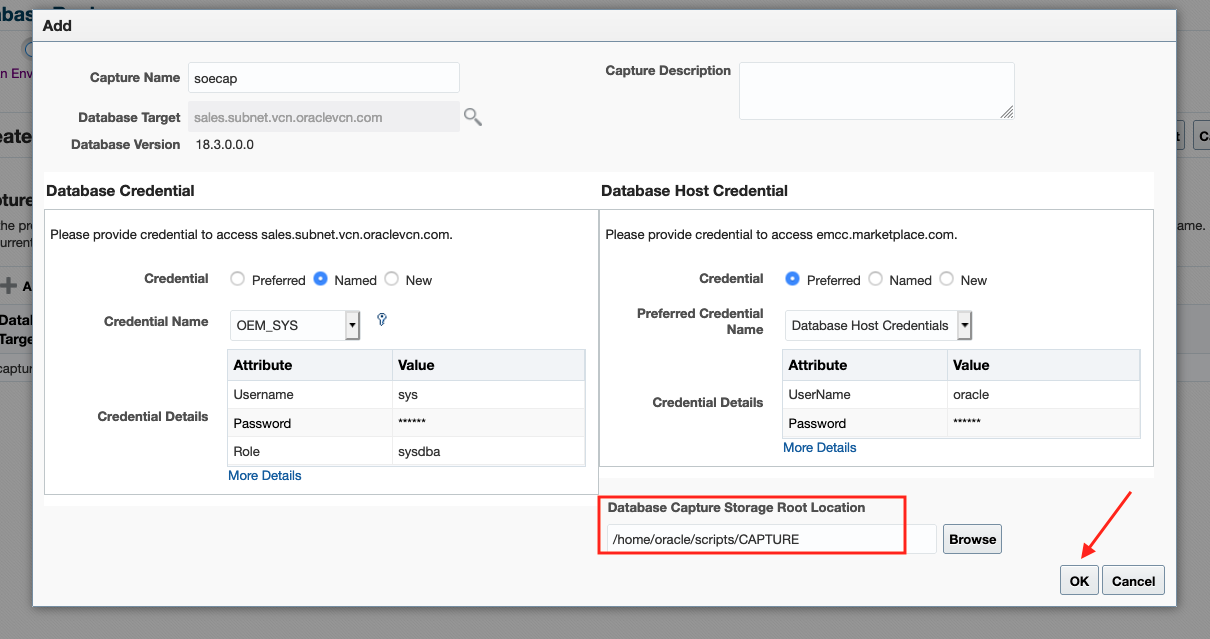 Add
Capture Name soecap
Capture Description
Database Target sales.subnet.vcn.oraclevcn.com
Database Version 18.3.0.0.0
Database Credential
Please provide credential to access sales.subnet.vcn.oraclevcn.com.
Credential Preferred Named New
Credential Name OEM_SYS
Credential Details
Attribute Value
Username sys
Password ******
Role sysdba
More Details
Database Host Credential
Please provide credential to access emcc.marketplace.com.
Credential Preferred Named New
Preferred Credential
Name
Database Host Credentials
Credential Details
Attribute Value
UserName oracle
Password ******
More Details
Database Capture Storage Root Location
/home/oracle/scripts/CAPTURE Browse
OK Cancel